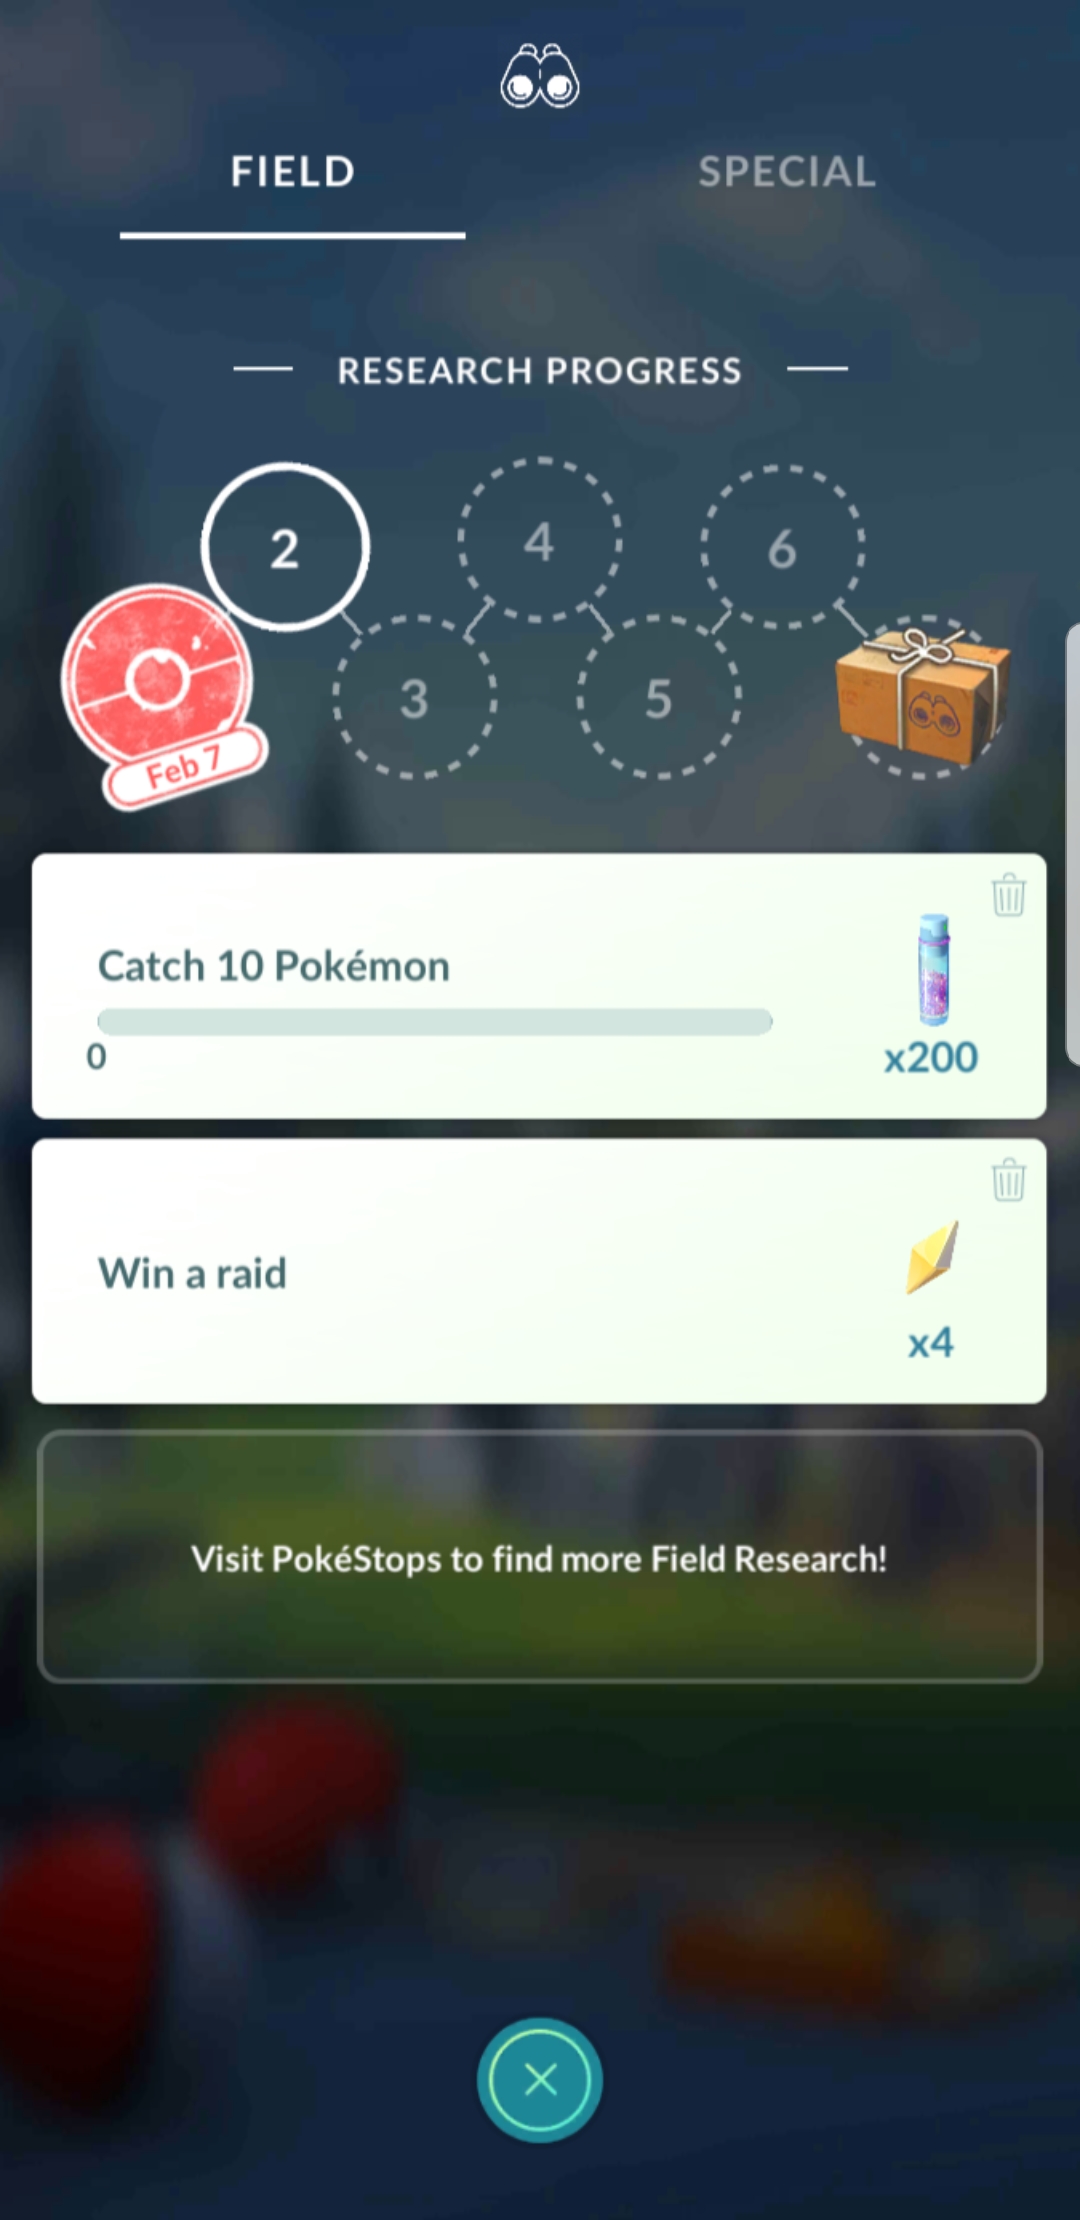 FIELD
SPECIAL
RESEARCH PROGRESS
2
4
6
3
5
Feb 7
Catch 10 Pokémon
0
x200
Win a raid
x4
Visit PokéStops to find more Field Research!